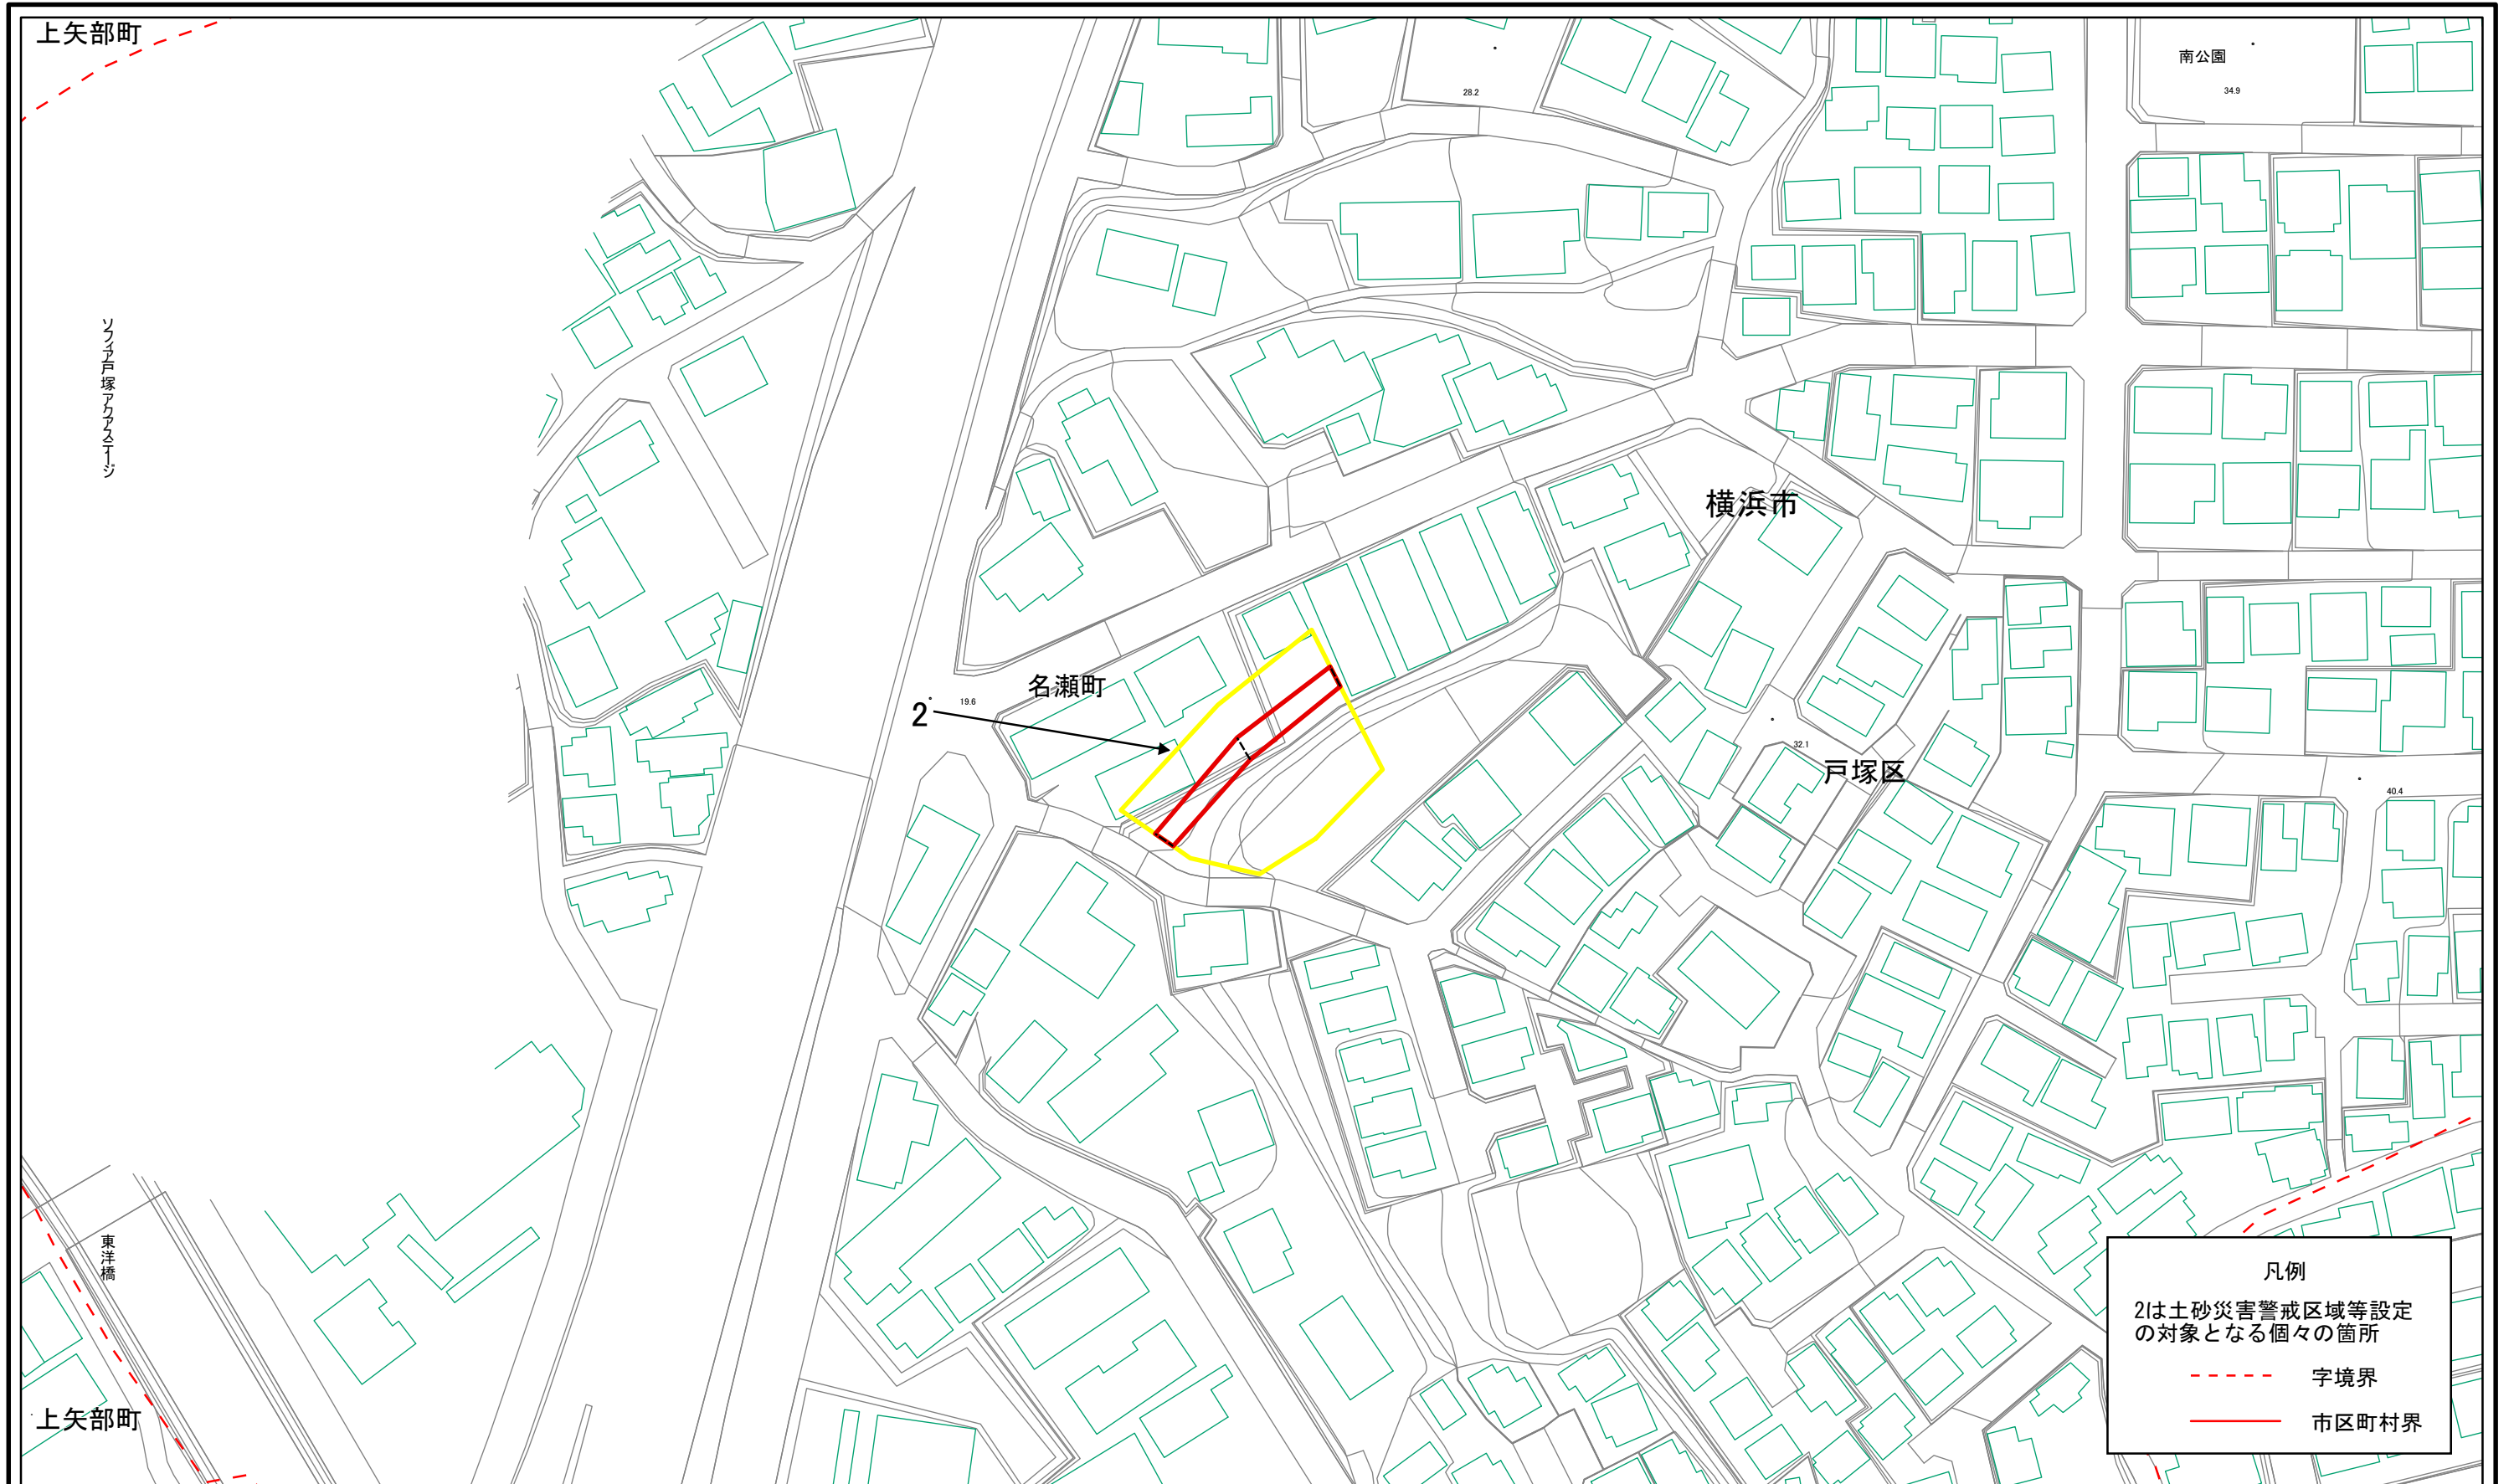 上矢部町
南公園
28.2
34.9
ソフィア戸塚アクアステージ
横浜市
名瀬町
2
19.6
32.1
戸塚区
40.4
東洋橋
上矢部町
凡例
2は土砂災害警戒区域等設定
の対象となる個々の箇所
字境界
市区町村界